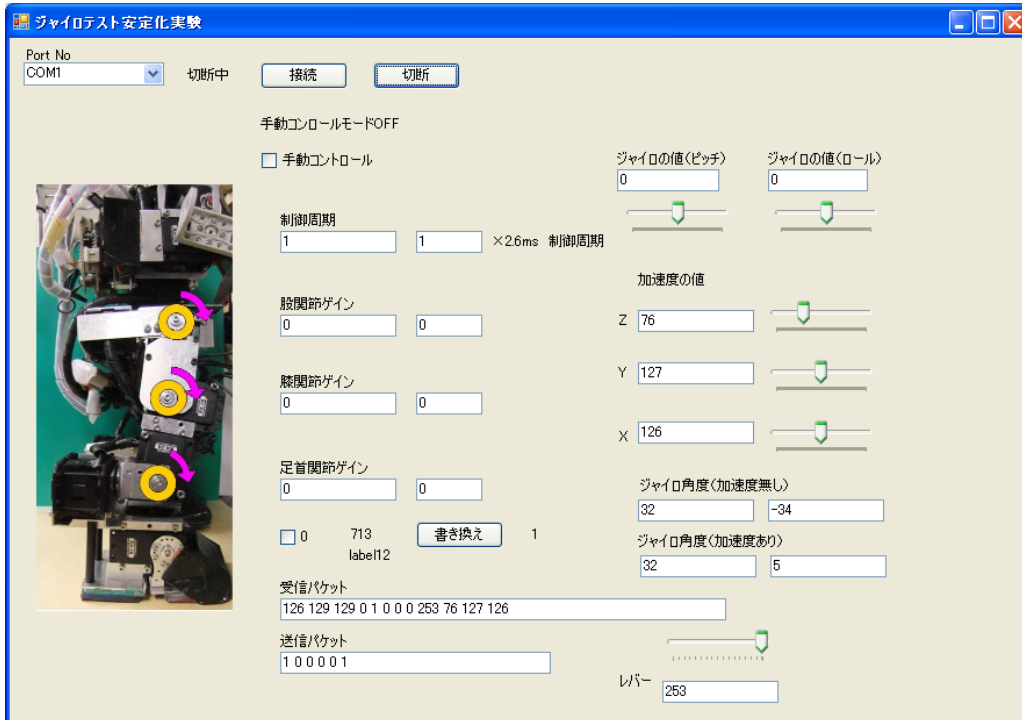 ジャイロテスト安定化実験
Port No
COM1
切断中
接続
切断
手動コンロールモードOFF
手動コントロール
ジャイロの値(ピッチ)
ジャイロの値(ロール)
0
0
制御周期
1
1
×2.6ms 制御周期
加速度の値
股関節ゲイン
0
0
Z
76
膝関節ゲイン
0
0
Y
127
X
126
足首関節ゲイン
0
0
ジャイロ角度(加速度無し)
32
-34
0
713
書き換え
1
label12
ジャイロ角度(加速度あり)
32
5
受信パケット
126 129 129 0 1 0 0 0 253 76 127 126
送信パケット
1 0 0 0 0 1
レバー
253